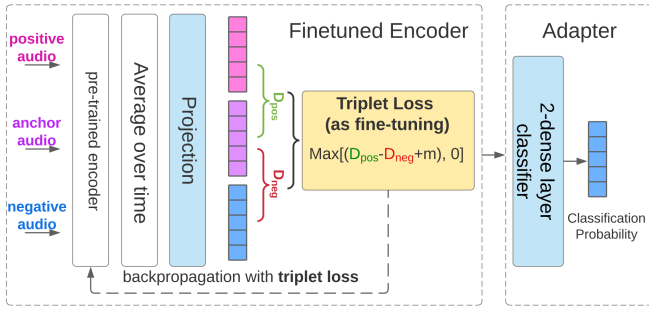 Finetuned Encoder
Adapter
positive
audio
anchor
audio
negative
audio
pre-trained encoder
Average over time
Projection
Dpos
Dneg
Triplet Loss
(as fine-tuning)
Max[(Dpos-Dneg+m), 0]
backpropagation with triplet loss
2-dense layer
classifier
Classification
Probability